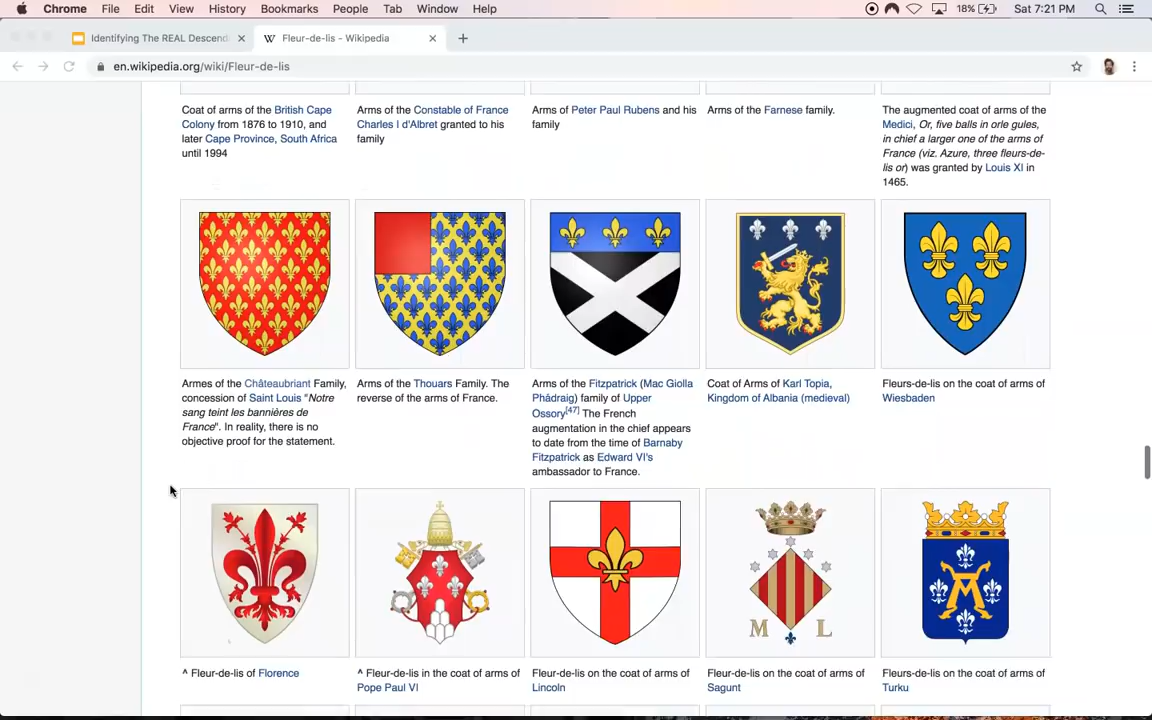 Chrome File Edit View History Bookmarks People Tab Window Help 18% Sat 7:21 PM
Identifying The REAL Descend
Fleur-de-lis - Wikipedia
en.wikipedia.org/wiki/Fleur-de-lis
Coat of arms of the British Cape
Colony from 1876 to 1910, and
later Cape Province, South Africa
until 1994
Arms of the Constable of France
Charles I d'Albret granted to his
family
Arms of Peter Paul Rubens and his
family
Arms of the Farnese family.
The augmented coat of arms of the
Medici, Or, five balls in orle gules,
in chief a larger one of the arms of
France (viz. Azure, three fleurs-de-
lis or) was granted by Louis XI in
1465.
Armes of the Châteaubriant Family,
concession of Saint Louis "Notre
sang teint les bannières de
France". In reality, there is no
objective proof for the statement.
Arms of the Thouars Family. The
reverse of the arms of France.
Arms of the Fitzpatrick (Mac Giolla
Phádraig) family of Upper
Ossory[47] The French
augmentation in the chief appears
to date from the time of Barnaby
Fitzpatrick as Edward VI's
ambassador to France.
Coat of Arms of Karl Topia,
Kingdom of Albania (medieval)
Fleurs-de-lis on the coat of arms of
Wiesbaden
M L
^ Fleur-de-lis of Florence
^ Fleur-de-lis in the coat of arms of
Pope Paul VI
Fleur-de-lis on the coat of arms of
Lincoln
Fleur-de-lis on the coat of arms of
Sagunt
Fleurs-de-lis on the coat of arms of
Turku